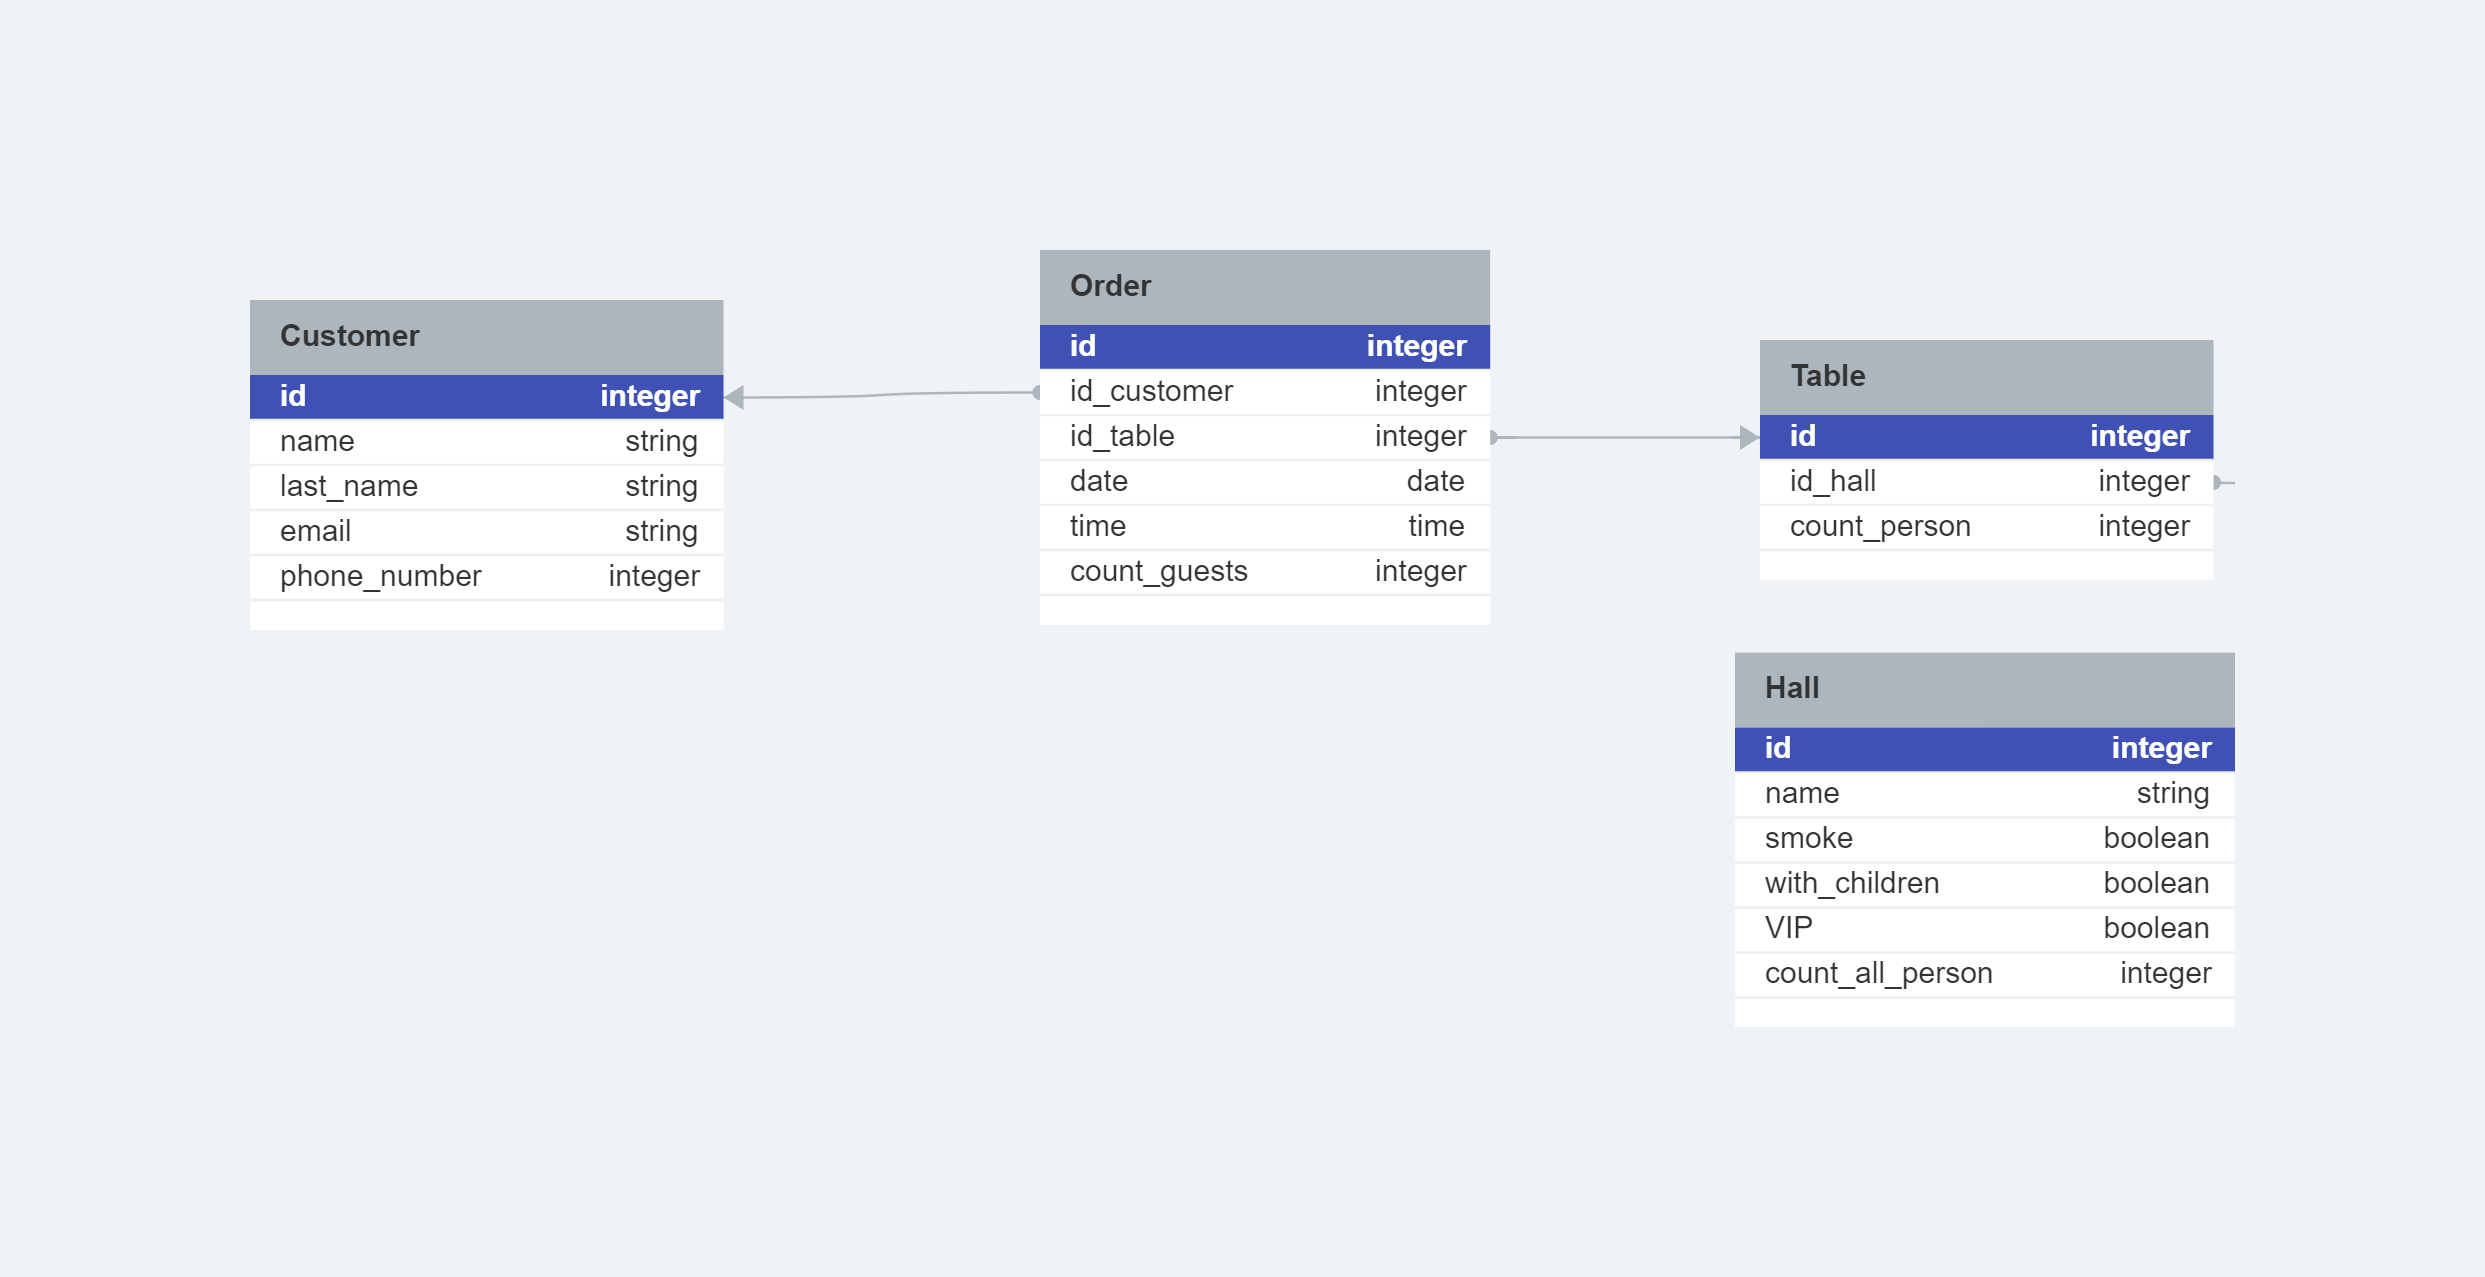 Customer
id integer
name string
last_name string
email string
phone_number integer
Order
id integer
id_customer integer
id_table integer
date date
time time
count_guests integer
Table
id integer
id_hall integer
count_person integer
Hall
id integer
name string
smoke boolean
with_children boolean
VIP boolean
count_all_person integer